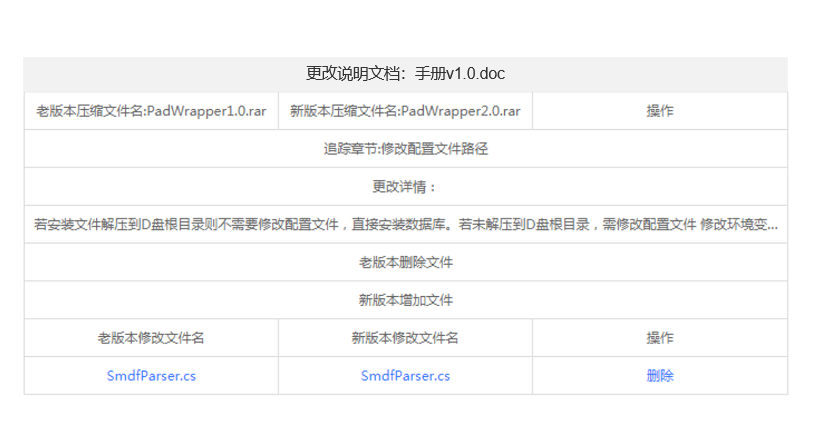 更改说明文档：手册v1.0.doc
老版本压缩文件名:PadWrapper1.0.rar 新版本压缩文件名:PadWrapper2.0.rar 操作
追踪章节:修改配置文件路径
更改详情：
若安装文件解压到D盘根目录则不需要修改配置文件，直接安装数据库。若未解压到D盘根目录，需修改配置文件 修改环境变...
老版本删除文件
新版本增加文件
老版本修改文件名 新版本修改文件名 操作
SmdfParser.cs SmdfParser.cs 删除